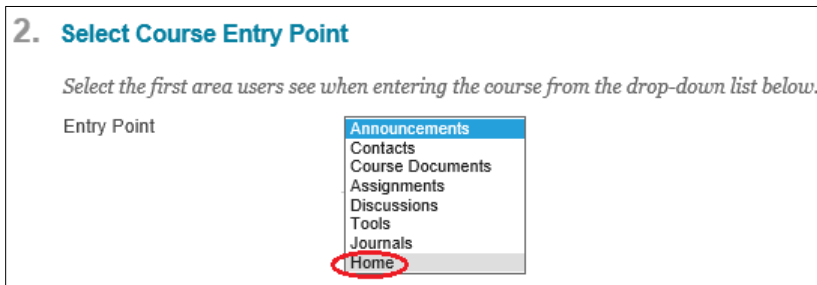 2. Select Course Entry Point
Select the first area users see when entering the course from the drop-down list below.
Entry Point
Announcements
Contacts
Course Documents
Assignments
Discussions
Tools
Journals
Home